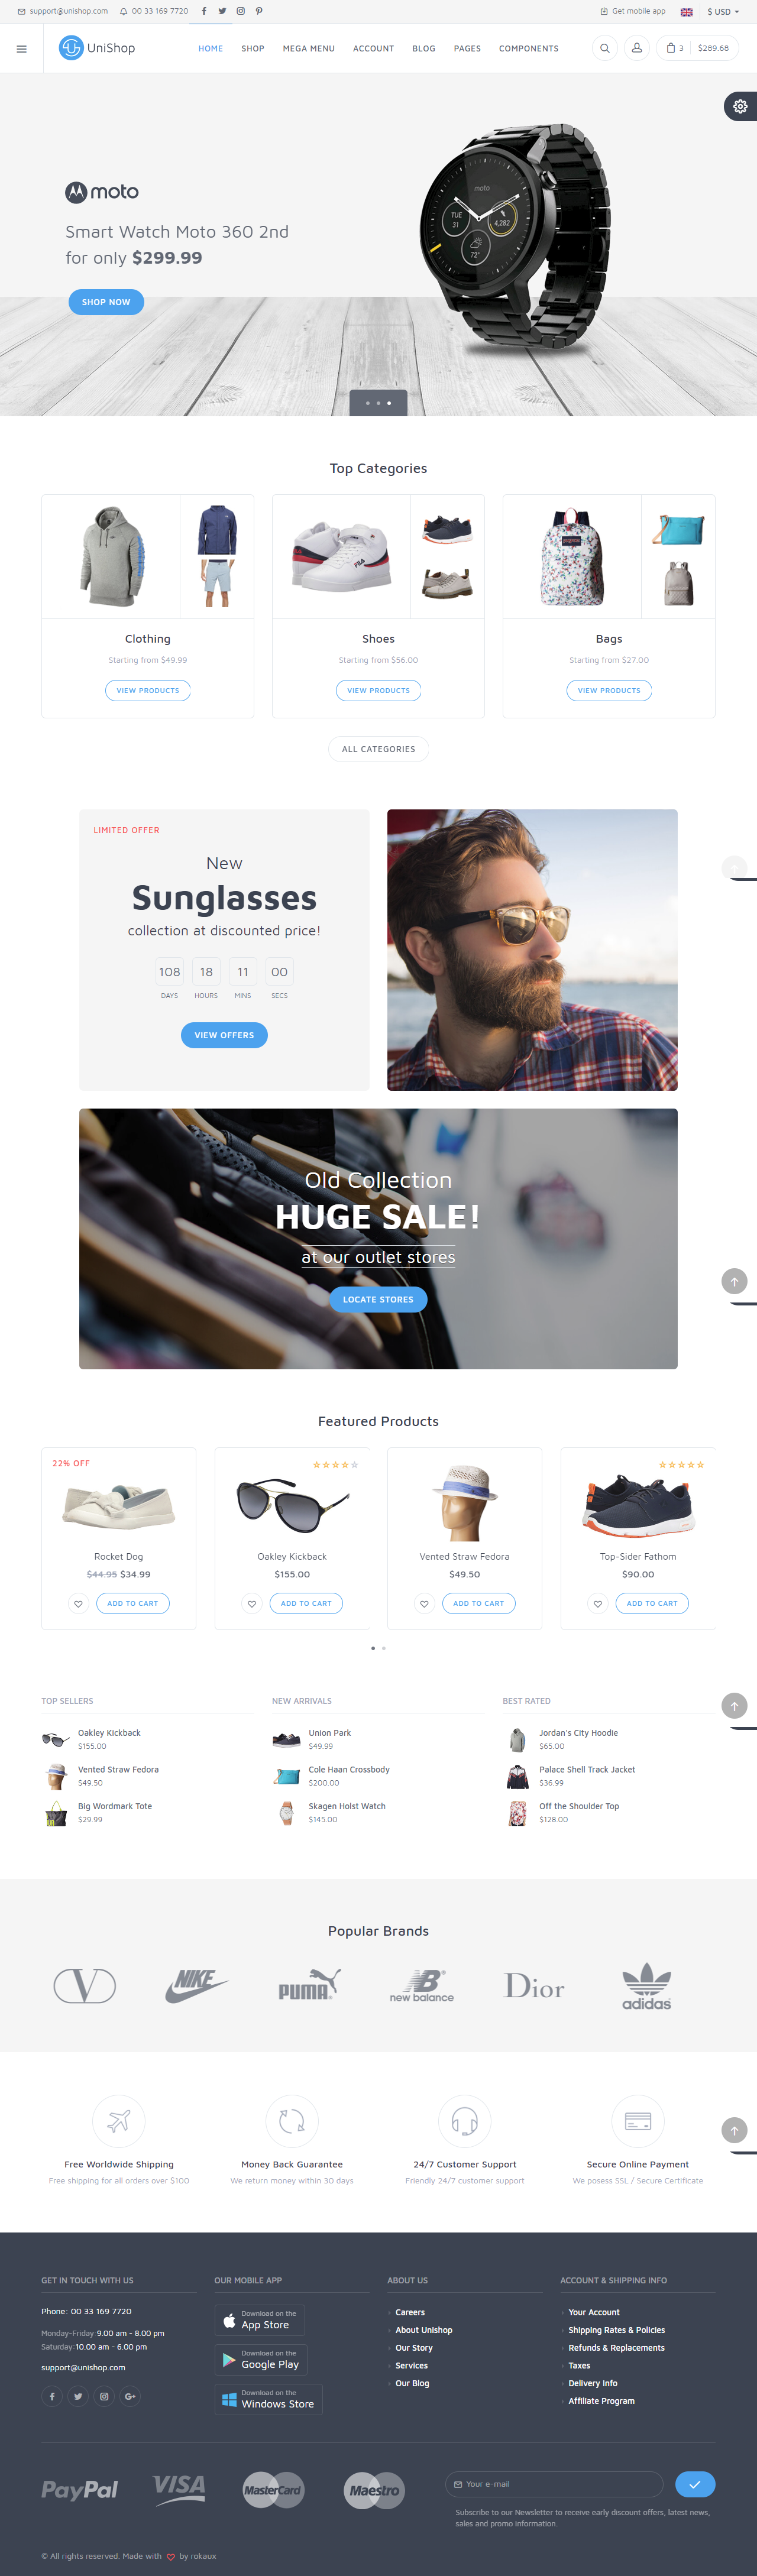 support@unishop.com
00 33 169 7720
Get mobile app
$ USD
UniShop
HOME
SHOP
MEGA MENU
ACCOUNT
BLOG
PAGES
COMPONENTS
3
$289.68
moto
Smart Watch Moto 360 2nd
for only $299.99
SHOP NOW
moto
TUE
31
4,282
72°
Top Categories
FILA
Clothing
Starting from $49.99
VIEW PRODUCTS
Shoes
Starting from $56.00
VIEW PRODUCTS
Bags
Starting from $27.00
VIEW PRODUCTS
ALL CATEGORIES
LIMITED OFFER
New
Sunglasses
collection at discounted price!
108
18
11
00
DAYS
HOURS
MINS
SECS
VIEW OFFERS
Old Collection
HUGE SALE!
at our outlet stores
LOCATE STORES
Featured Products
22% OFF
Rocket Dog
$44.95 $34.99
ADD TO CART
Oakley Kickback
$155.00
ADD TO CART
Vented Straw Fedora
$49.50
ADD TO CART
Top-Sider Fathom
$90.00
ADD TO CART
TOP SELLERS
Oakley Kickback
$155.00
Vented Straw Fedora
$49.50
Big Wordmark Tote
$29.99
NEW ARRIVALS
Union Park
$49.99
Cole Haan Crossbody
$200.00
Skagen Holst Watch
$145.00
BEST RATED
Jordan's City Hoodie
$65.00
Palace Shell Track Jacket
$36.99
Off the Shoulder Top
$128.00
Popular Brands
V
NIKE
PUMA
NB
new balance
Dior
adidas
Free Worldwide Shipping
Free shipping for all orders over $100
Money Back Guarantee
We return money within 30 days
24/7 Customer Support
Friendly 24/7 customer support
Secure Online Payment
We posess SSL / Secure Certificate
GET IN TOUCH WITH US
Phone: 00 33 169 7720
Monday-Friday:9.00 am - 8.00 pm
Saturday:10.00 am - 6.00 pm
support@unishop.com
OUR MOBILE APP
Download on the
App Store
Download on the
Google Play
Download on the
Windows Store
ABOUT US
Careers
About Unishop
Our Story
Services
Our Blog
ACCOUNT & SHIPPING INFO
Your Account
Shipping Rates & Policies
Refunds & Replacements
Taxes
Delivery Info
Affiliate Program
PayPal
VISA
MasterCard
Maestro
Your e-mail
Subscribe to our Newsletter to receive early discount offers, latest news,
sales and promo information.
© All rights reserved. Made with
by rokaux